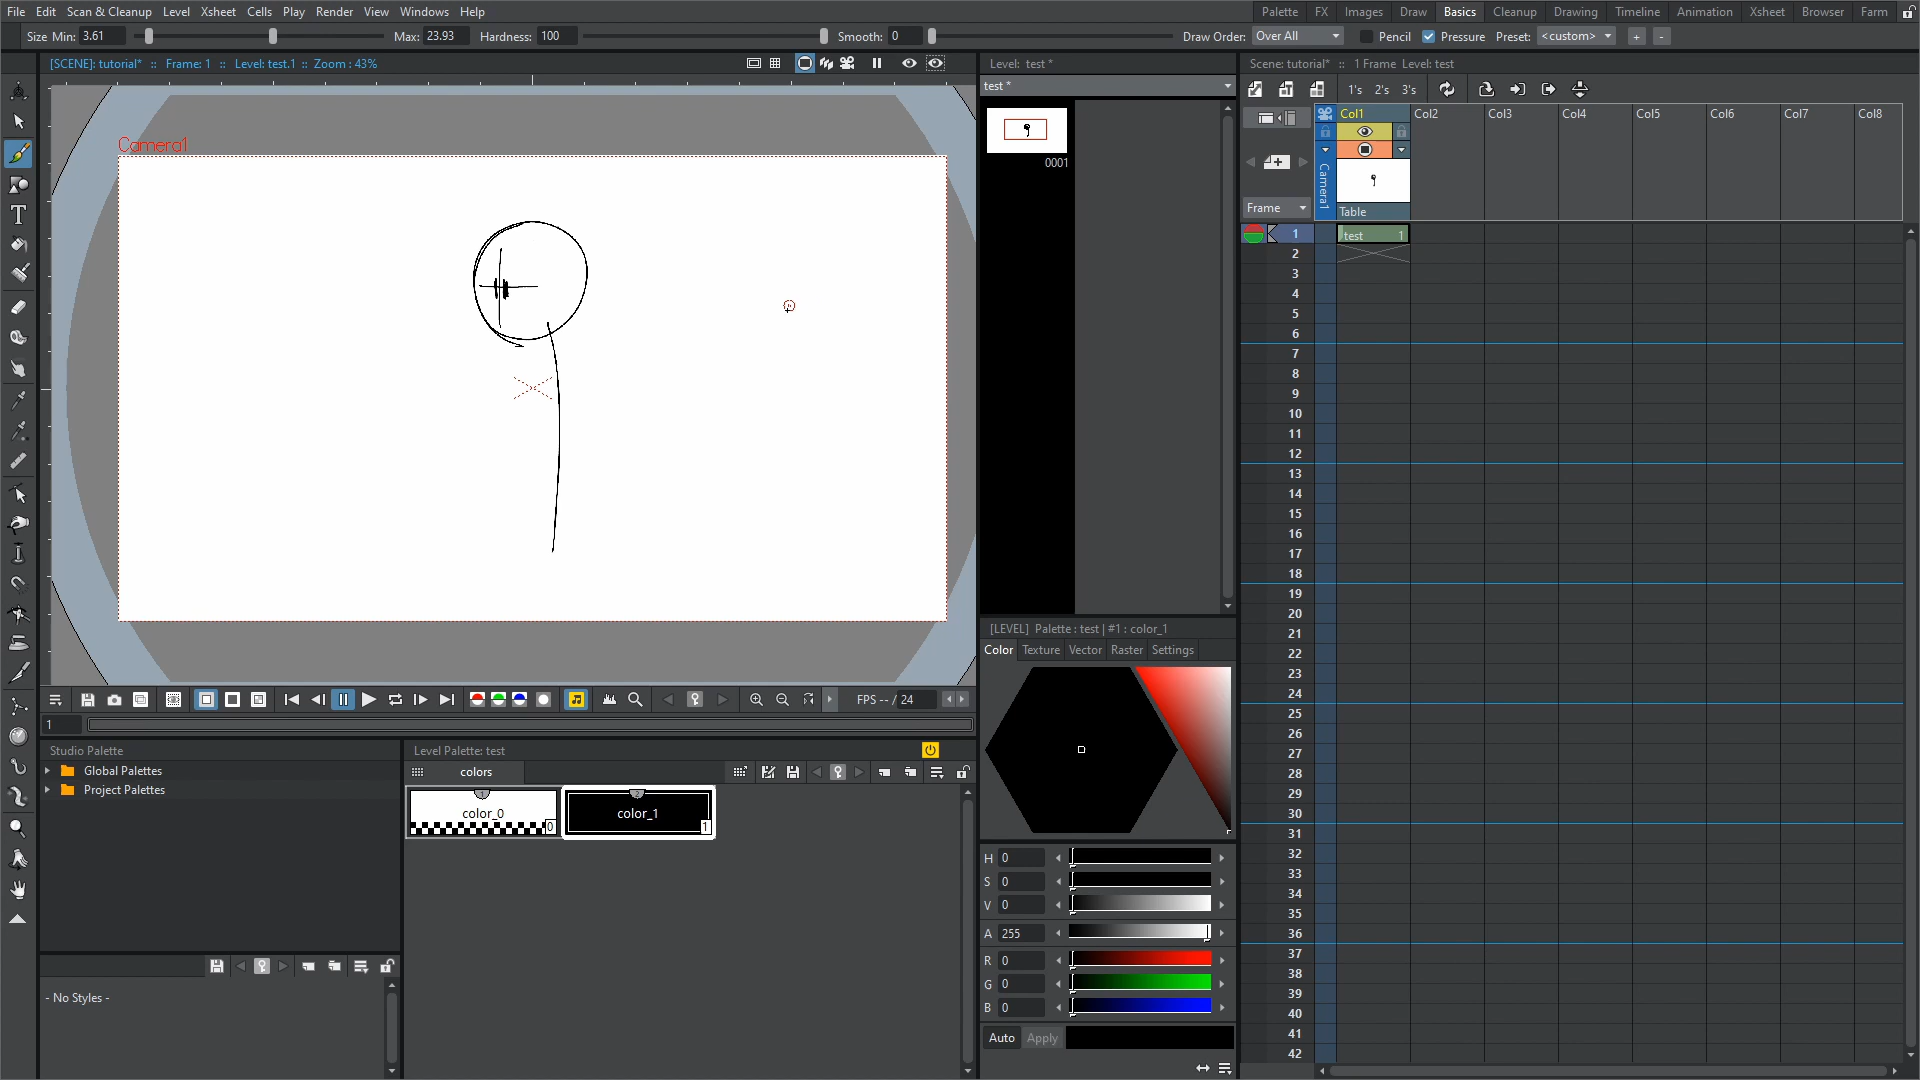 File Edit Scan & Cleanup Level Xsheet Cells Play Render View Windows Help
Palette FX Images Draw Basics Cleanup Drawing Timeline Animation Xsheet Browser Farm
Size Min: 3.61 Max: 23.93 Hardness: 100 Smooth: 0 Draw Order: Over All Pencil Pressure Preset: <custom> + -
[SCENE]: tutorial* :: Frame: 1 :: Level: test.1 :: Zoom : 43%
Level: test *
Scene: tutorial* :: 1 Frame Level: test
test *
1's 2's 3's
Col1 Col2 Col3 Col4 Col5 Col6 Col7 Col8
Camera1
0001
Camera1
Frame
Table
1 test 1
2
3
4
5
6
7
8
9
10
11
12
13
14
15
16
17
18
19
20
21
22
23
24
25
26
27
28
29
30
31
32
33
34
35
36
37
38
39
40
41
42
[LEVEL] Palette : test | #1 : color_1
Color Texture Vector Raster Settings
FPS -- / 24
1
Studio Palette
Global Palettes
Project Palettes
- No Styles -
Level Palette: test
colors
1 2
color_0 color_1
0 1
H 0
S 0
V 0
A 255
R 0
G 0
B 0
Auto Apply